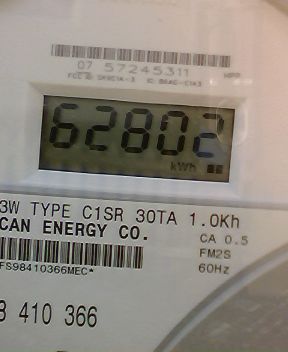 07 57245311
62802
kWh
3W TYPE C1SR 30TA 1.0Kh
CAN ENERGY CO.
CA 0.5
FM2S
FS98410366MEC*
60Hz
410 366